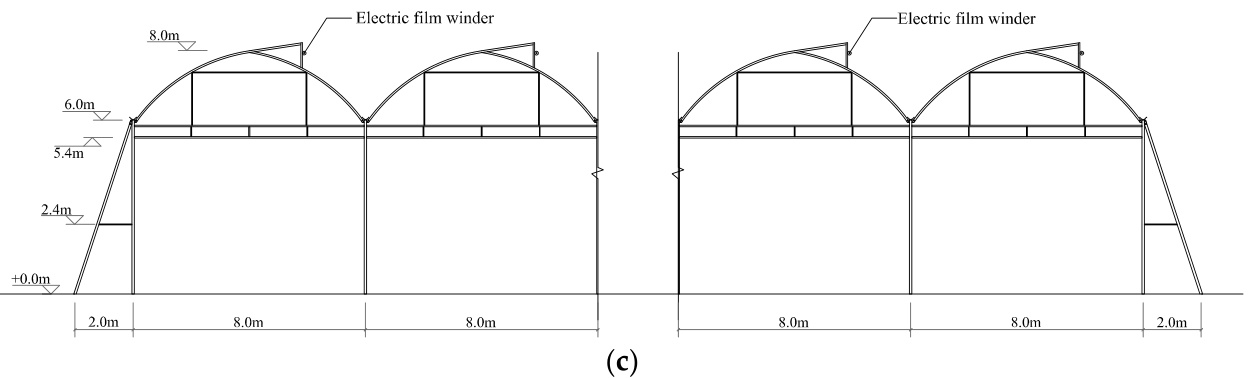 Electric film winder
Electric film winder
8.0m
6.0m
5.4m
2.4m
+0.0m
2.0m 8.0m 8.0m 8.0m 8.0m 2.0m
(c)